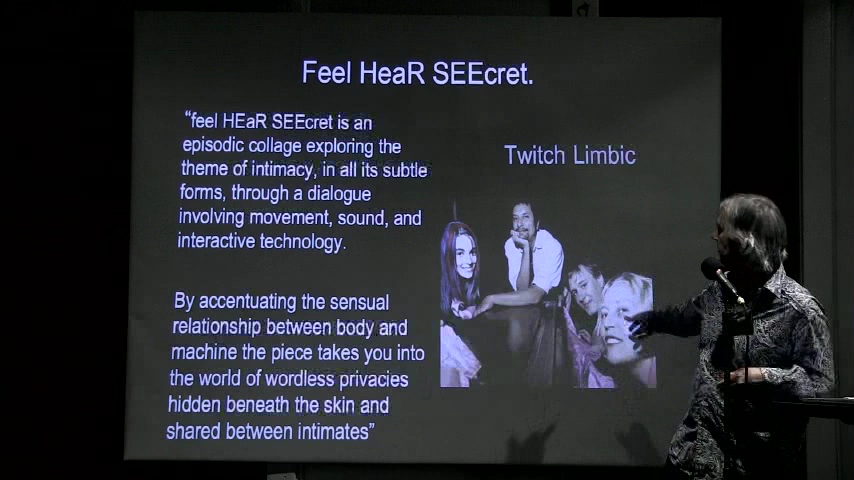 Feel HeaR SEEcret.
"feel HEaR SEEcret is an
episodic collage exploring the
theme of intimacy, in all its subtle
forms, through a dialogue
involving movement, sound, and
interactive technology.
Twitch Limbic
By accentuating the sensual
relationship between body and
machine the piece takes you into
the world of wordless privacies
hidden beneath the skin and
shared between intimates"